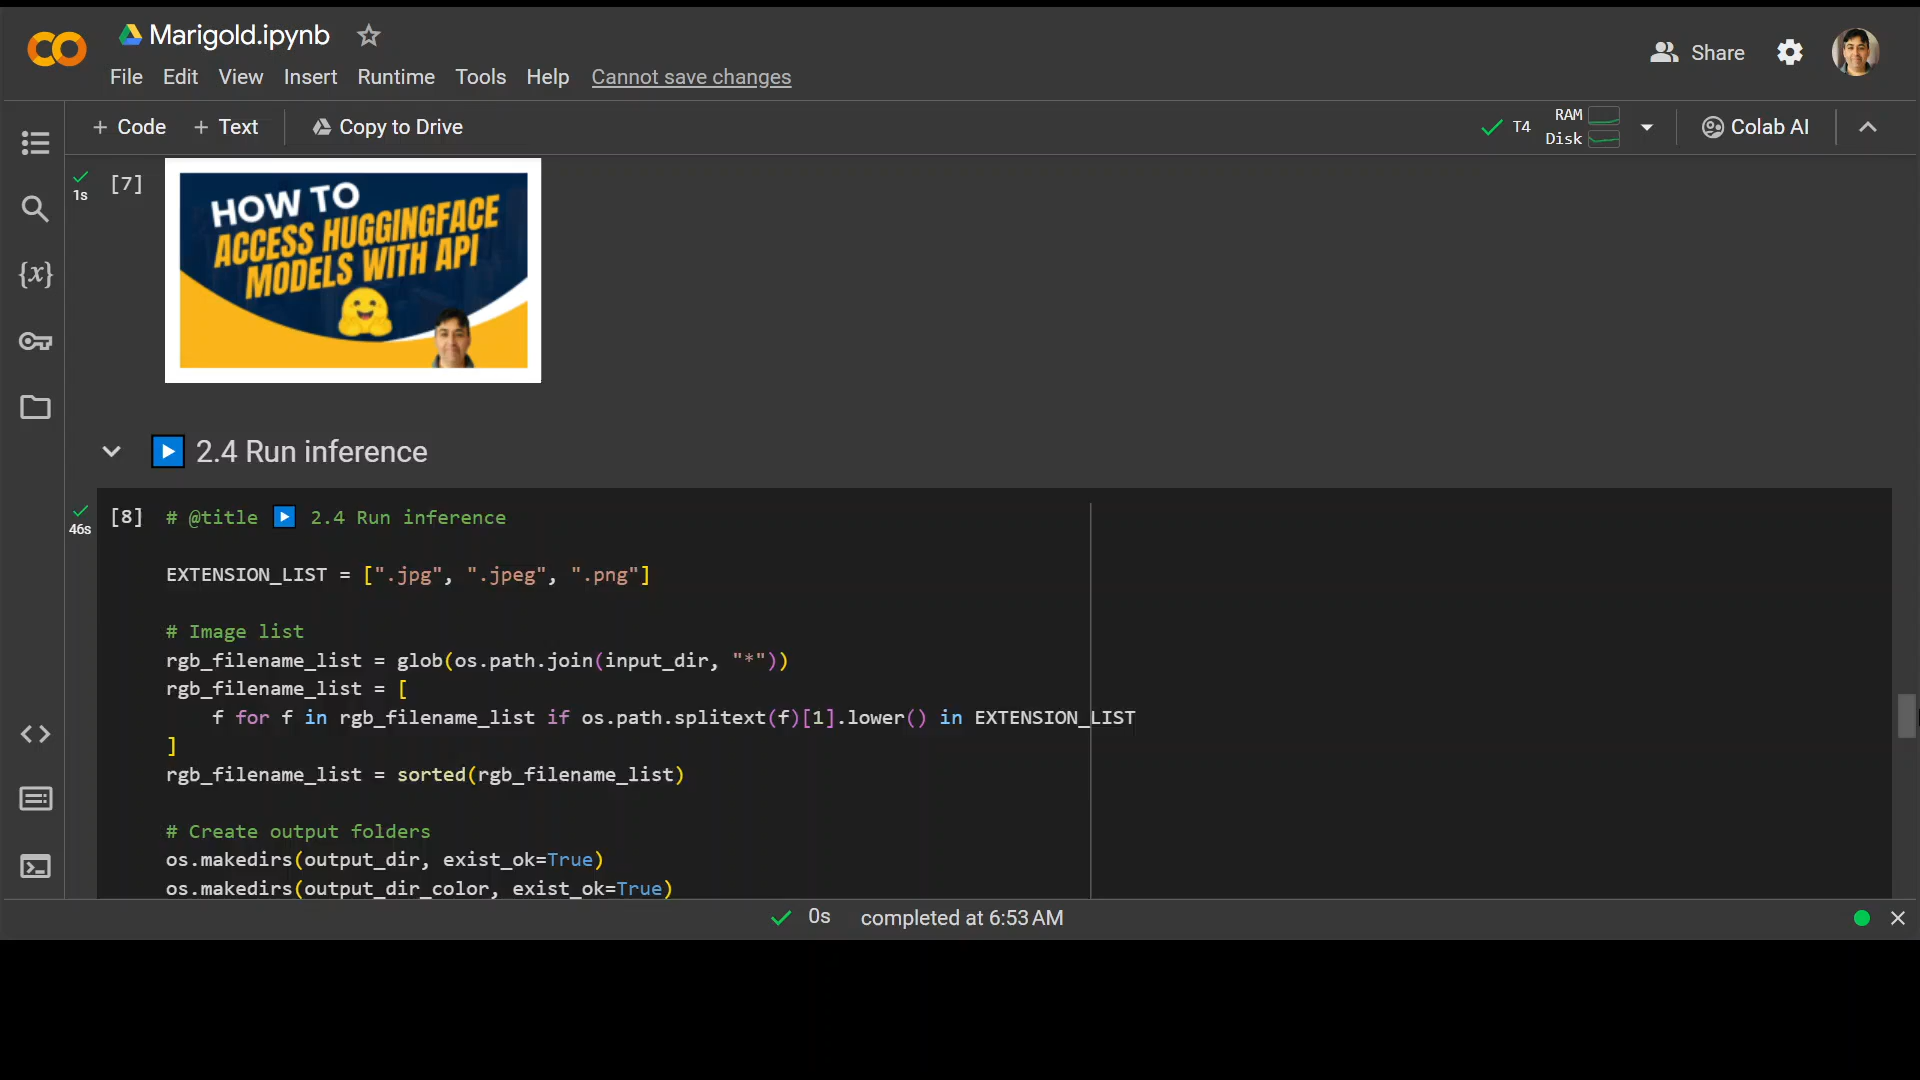 Marigold.ipynb
File Edit View Insert Runtime Tools Help Cannot save changes
Share
+ Code + Text Copy to Drive
T4 RAM Disk
Colab AI
1s [7]
HOW TO
ACCESS HUGGINGFACE
MODELS WITH API
{x}
2.4 Run inference
46s [8] # @title 2.4 Run inference
EXTENSION_LIST = [".jpg", ".jpeg", ".png"]
# Image list
rgb_filename_list = glob(os.path.join(input_dir, "*"))
rgb_filename_list = [
    f for f in rgb_filename_list if os.path.splitext(f)[1].lower() in EXTENSION_LIST
]
rgb_filename_list = sorted(rgb_filename_list)
# Create output folders
os.makedirs(output_dir, exist_ok=True)
os.makedirs(output_dir_color, exist_ok=True)
0s completed at 6:53 AM